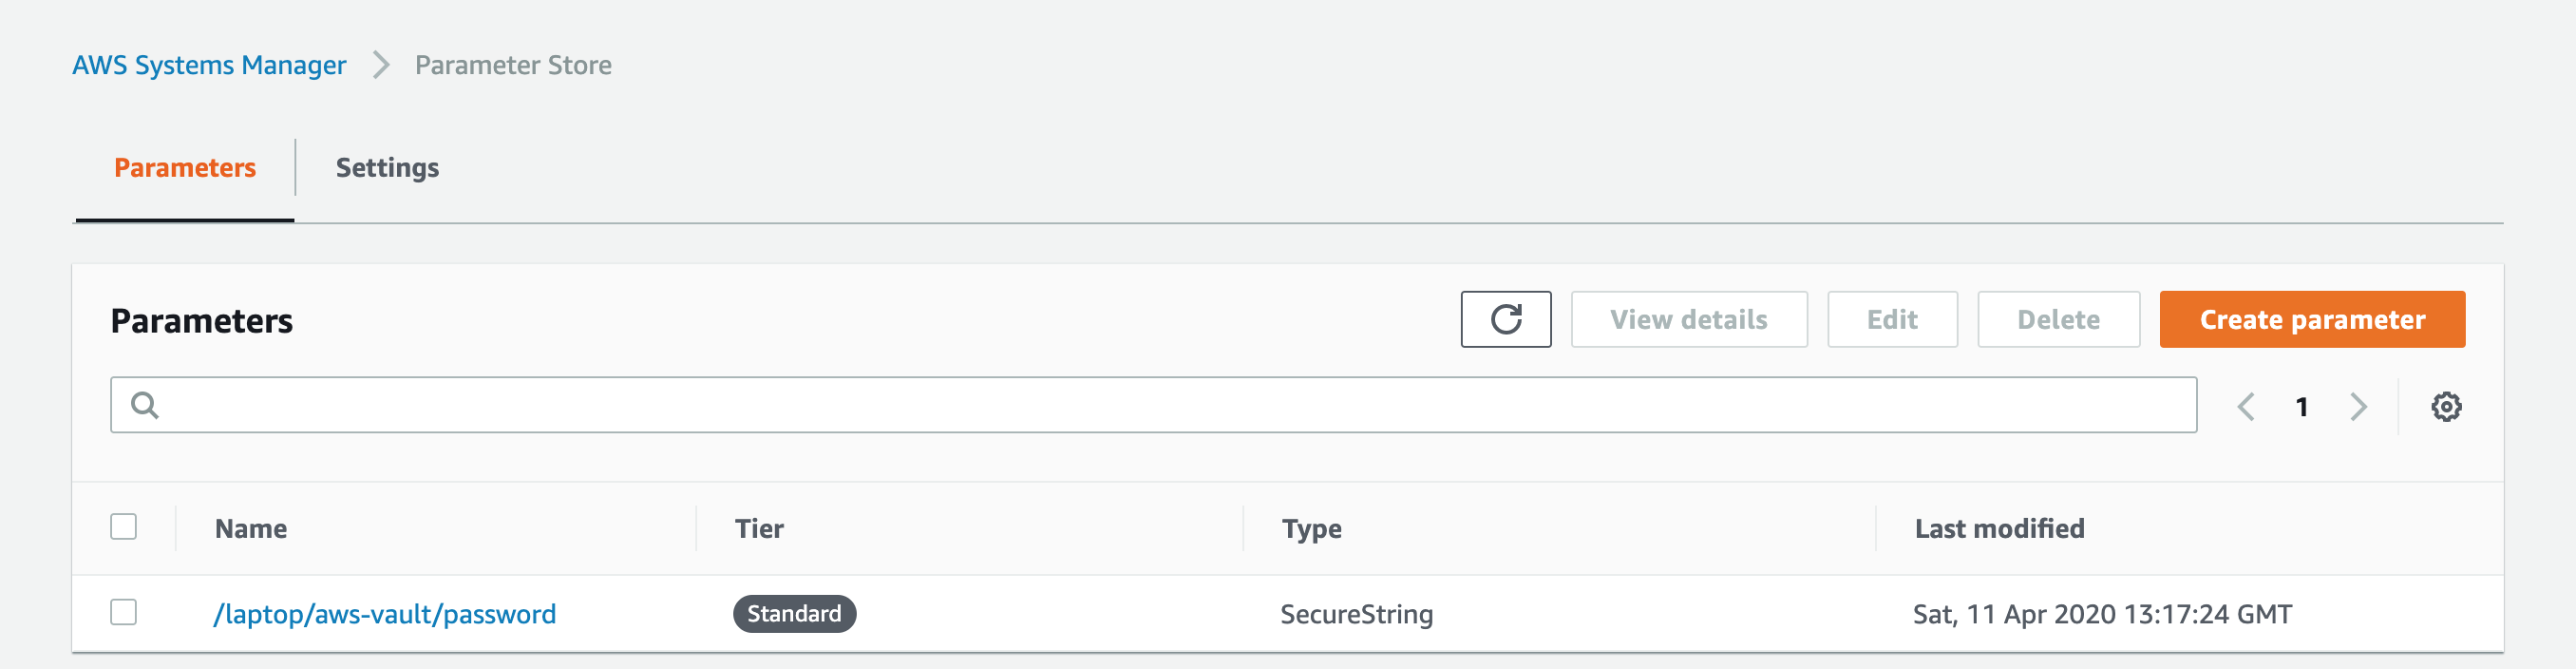 AWS Systems Manager > Parameter Store
Parameters Settings
Parameters View details Edit Delete Create parameter
1
Name Tier Type Last modified
/laptop/aws-vault/password Standard SecureString Sat, 11 Apr 2020 13:17:24 GMT